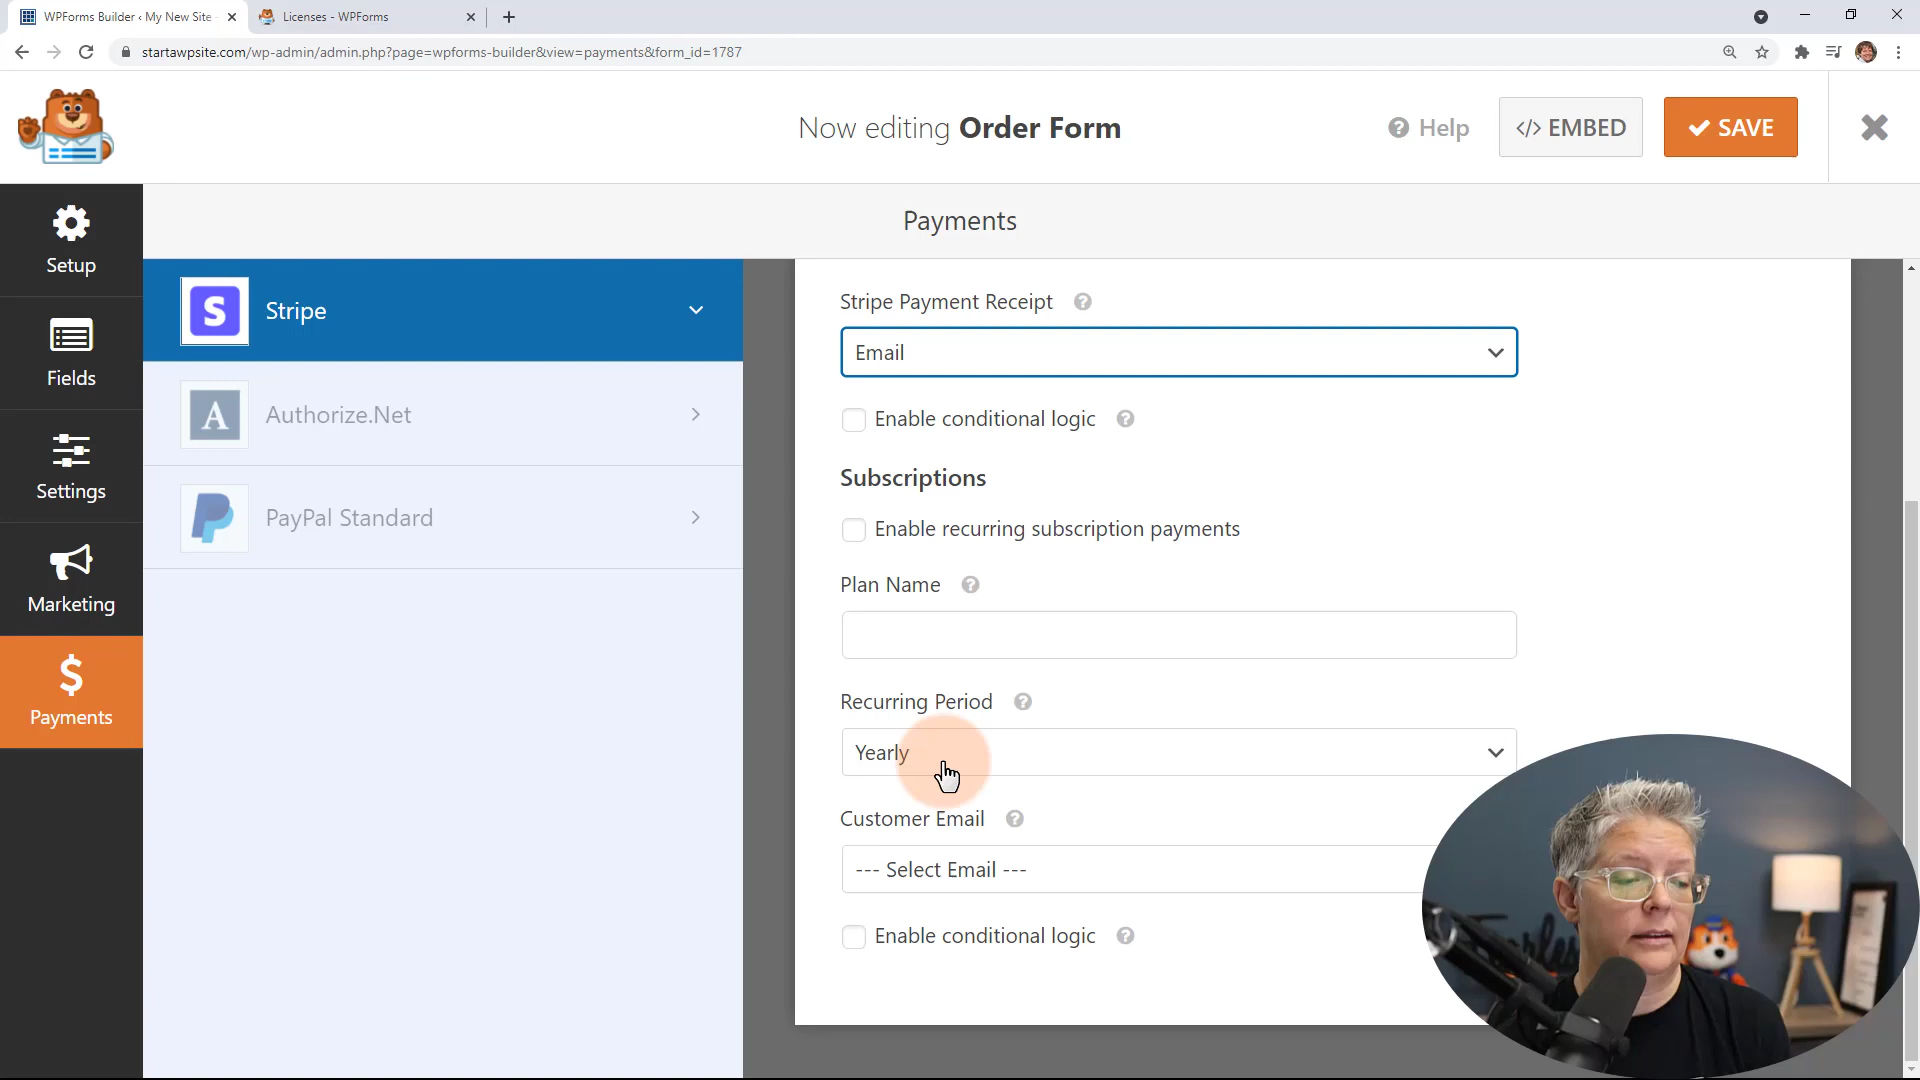 WPForms Builder ‹ My New Site -
Licenses - WPForms
startawpsite.com/wp-admin/admin.php?page=wpforms-builder&view=payments&form_id=1787
Now editing Order Form
Help
</> EMBED
SAVE
Setup
Fields
Settings
Marketing
$
Payments
Payments
S
Stripe
A
Authorize.Net
PayPal Standard
Stripe Payment Receipt
Email
Enable conditional logic
Subscriptions
Enable recurring subscription payments
Plan Name
Recurring Period
Yearly
Customer Email
--- Select Email ---
Enable conditional logic